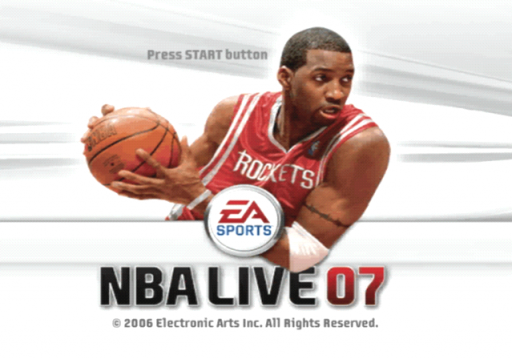 Press START button
ROCKETS
EA
SPORTS
NBA LIVE 07
© 2006 Electronic Arts Inc. All Rights Reserved.